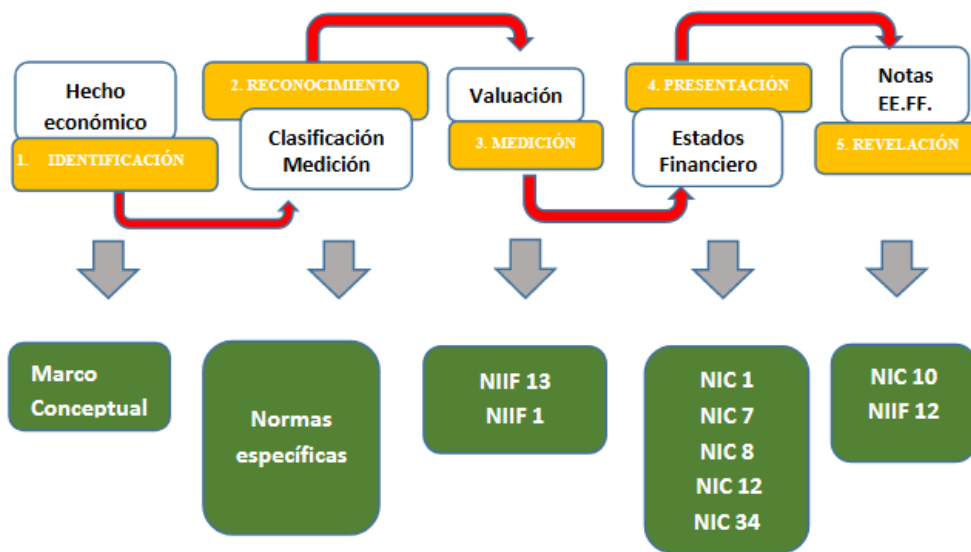 Hecho
económico
1. IDENTIFICACIÓN
2. RECONOCIMIENTO
Clasificación
Medición
Valuación
3. MEDICIÓN
4. PRESENTACIÓN
Estados
Financiero
Notas
EE.FF.
5. REVELACIÓN
Marco
Conceptual
Normas
específicas
NIIF 13
NIIF 1
NIC 1
NIC 7
NIC 8
NIC 12
NIC 34
NIC 10
NIIF 12